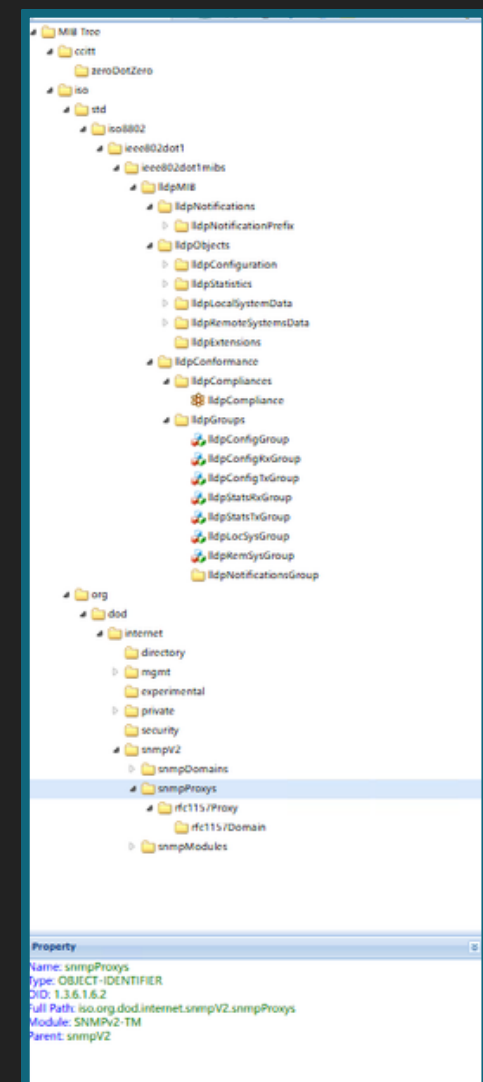 MIB Tree
ccitt
zeroDotZero
iso
std
iso8802
ieee802dot1
ieee802dot1mibs
lldpMIB
lldpNotifications
lldpNotificationPrefix
lldpObjects
lldpConfiguration
lldpStatistics
lldpLocalSystemData
lldpRemoteSystemsData
lldpExtensions
lldpConformance
lldpCompliances
lldpCompliance
lldpGroups
lldpConfigGroup
lldpConfigRxGroup
lldpConfigTxGroup
lldpStatsRxGroup
lldpStatsTxGroup
lldpLocSysGroup
lldpRemSysGroup
lldpNotificationsGroup
org
dod
internet
directory
mgmt
experimental
private
security
snmpV2
snmpDomains
snmpProxys
rfc1157Proxy
rfc1157Domain
snmpModules
Property
Name: snmpProxys
Type: OBJECT-IDENTIFIER
OID: 1.3.6.1.6.2
Full Path: iso.org.dod.internet.snmpV2.snmpProxys
Module: SNMPv2-TM
Parent: snmpV2